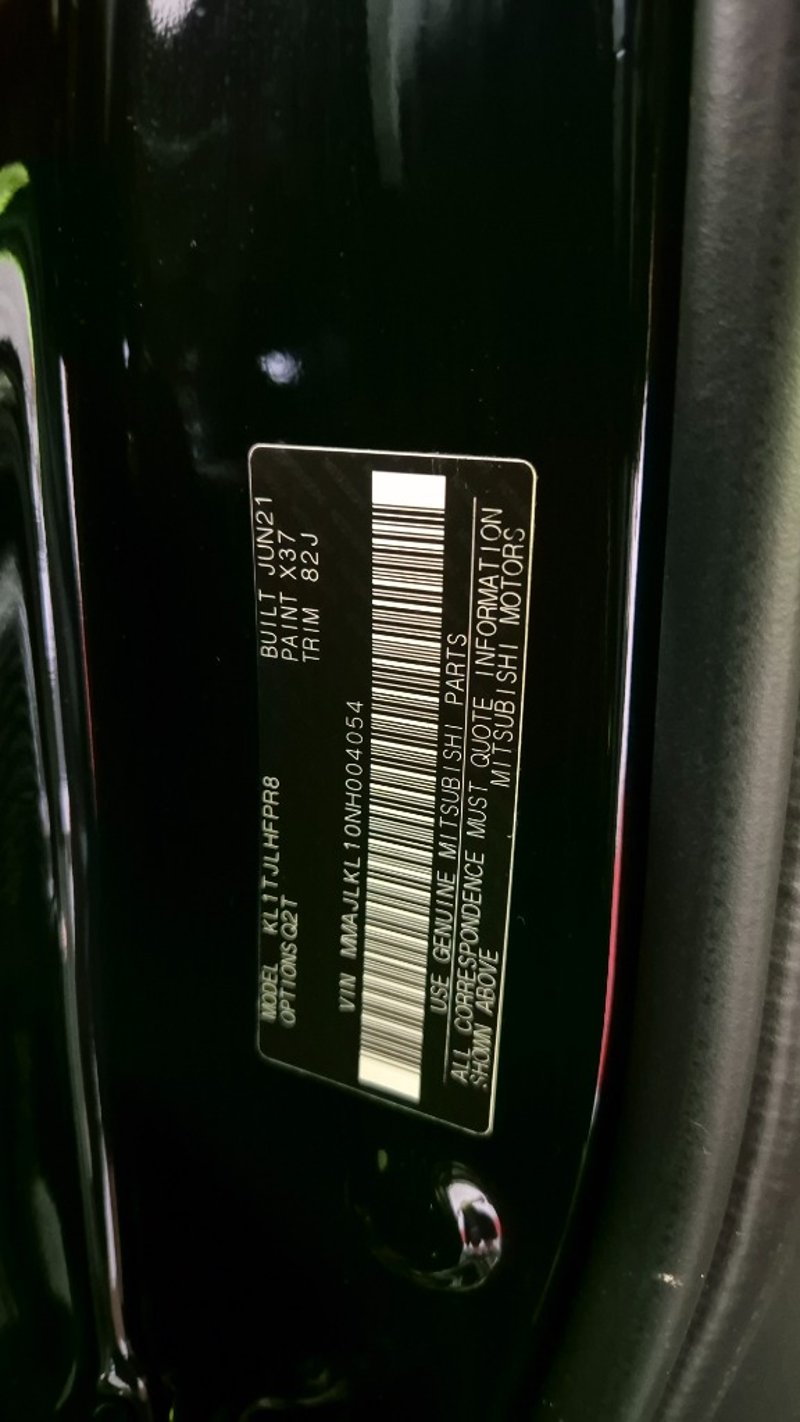 MODEL KL1TJLHFPR8 BUILT JUN21
OPTIONS Q2T PAINT X37
TRIM 82J
VIN MMAJLKL10NH004054
USE GENUINE MITSUBISHI PARTS
ALL CORRESPONDENCE MUST QUOTE INFORMATION
SHOWN ABOVE MITSUBISHI MOTORS